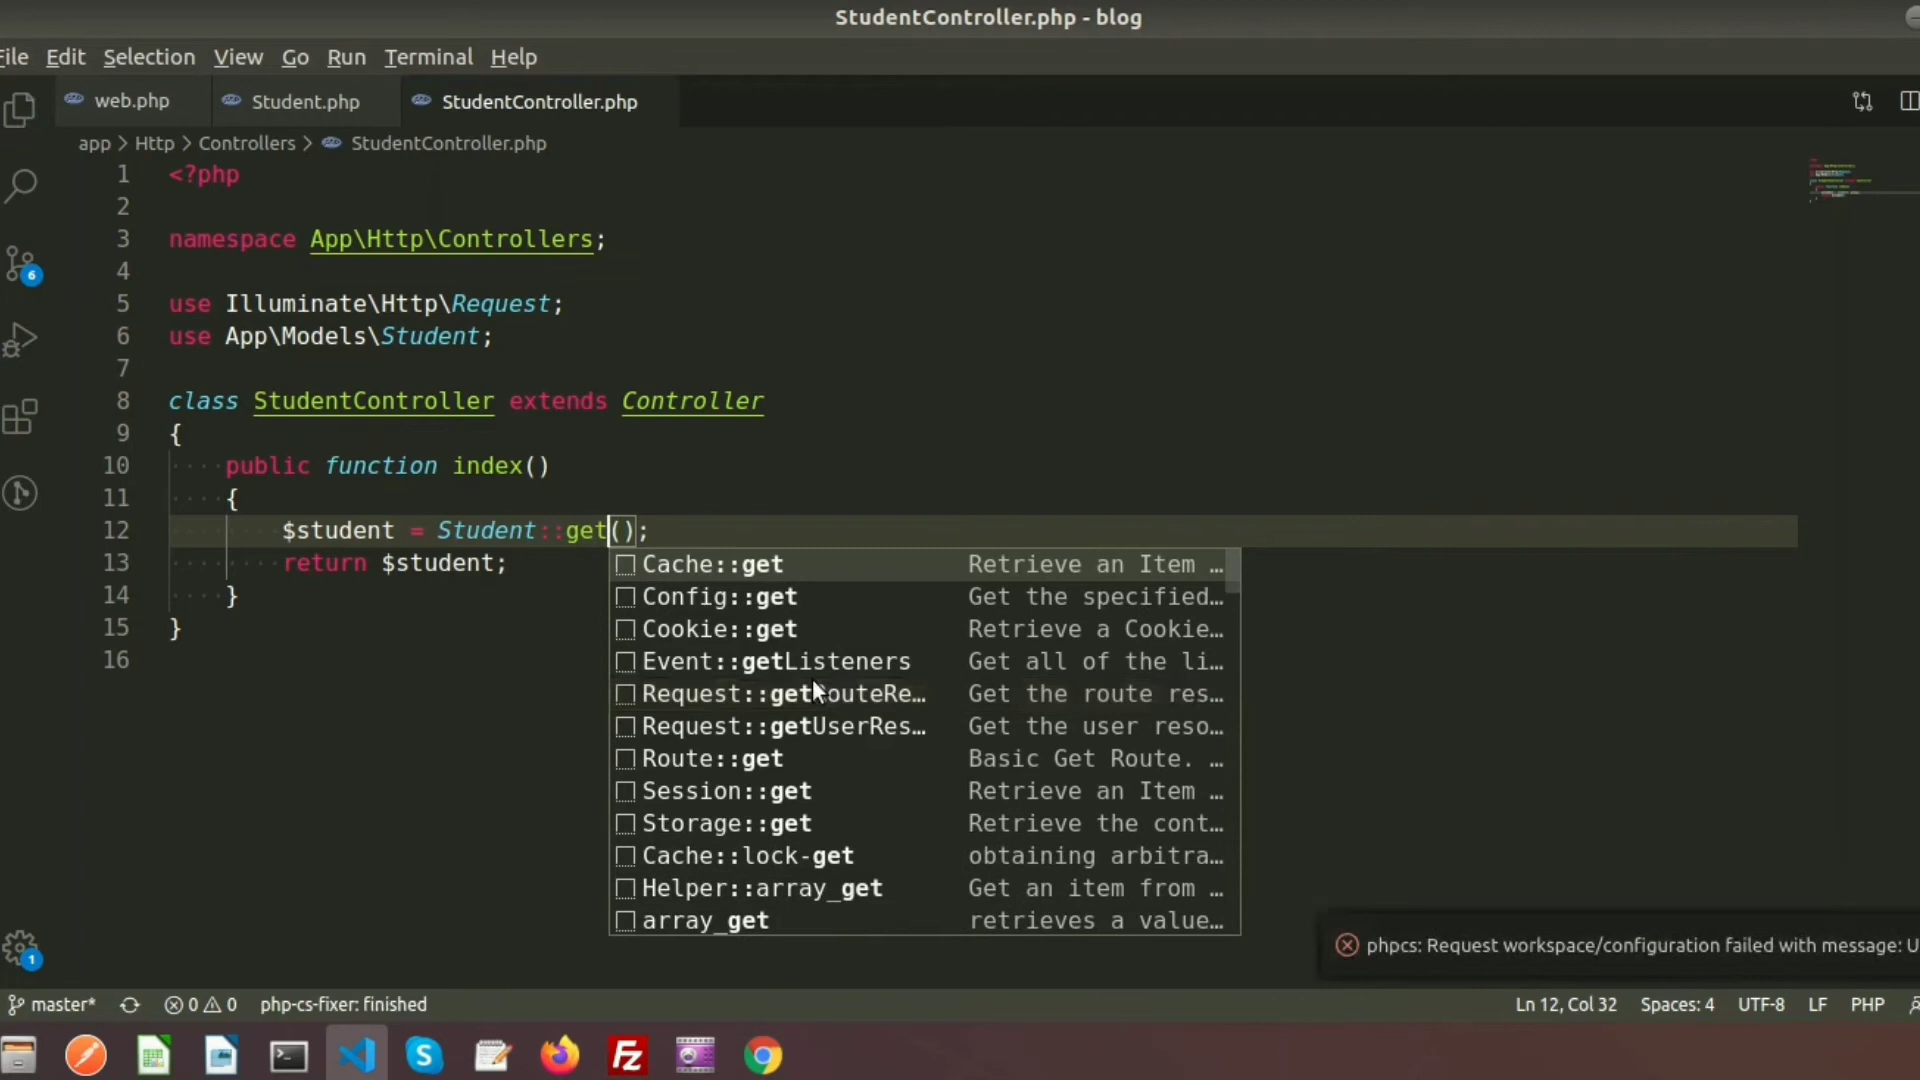 StudentController.php - blog
File Edit Selection View Go Run Terminal Help
web.php Student.php StudentController.php
app > Http > Controllers > StudentController.php
1 <?php
2
3 namespace App\Http\Controllers;
4
5 use Illuminate\Http\Request;
6 use App\Models\Student;
7
8 class StudentController extends Controller
9 {
10 public function index()
11 {
12 $student = Student::get();
13 return $student;
14 }
15 }
16
Cache::get Retrieve an Item …
Config::get Get the specified…
Cookie::get Retrieve a Cookie…
Event::getListeners Get all of the li…
Request::getRouteRe… Get the route res…
Request::getUserRes… Get the user reso…
Route::get Basic Get Route. …
Session::get Retrieve an Item …
Storage::get Retrieve the cont…
Cache::lock-get obtaining arbitra…
Helper::array_get Get an item from …
array_get retrieves a value…
6
1
phpcs: Request workspace/configuration failed with message: U
master* 0 0 php-cs-fixer: finished Ln 12, Col 32 Spaces: 4 UTF-8 LF PHP
S Fz